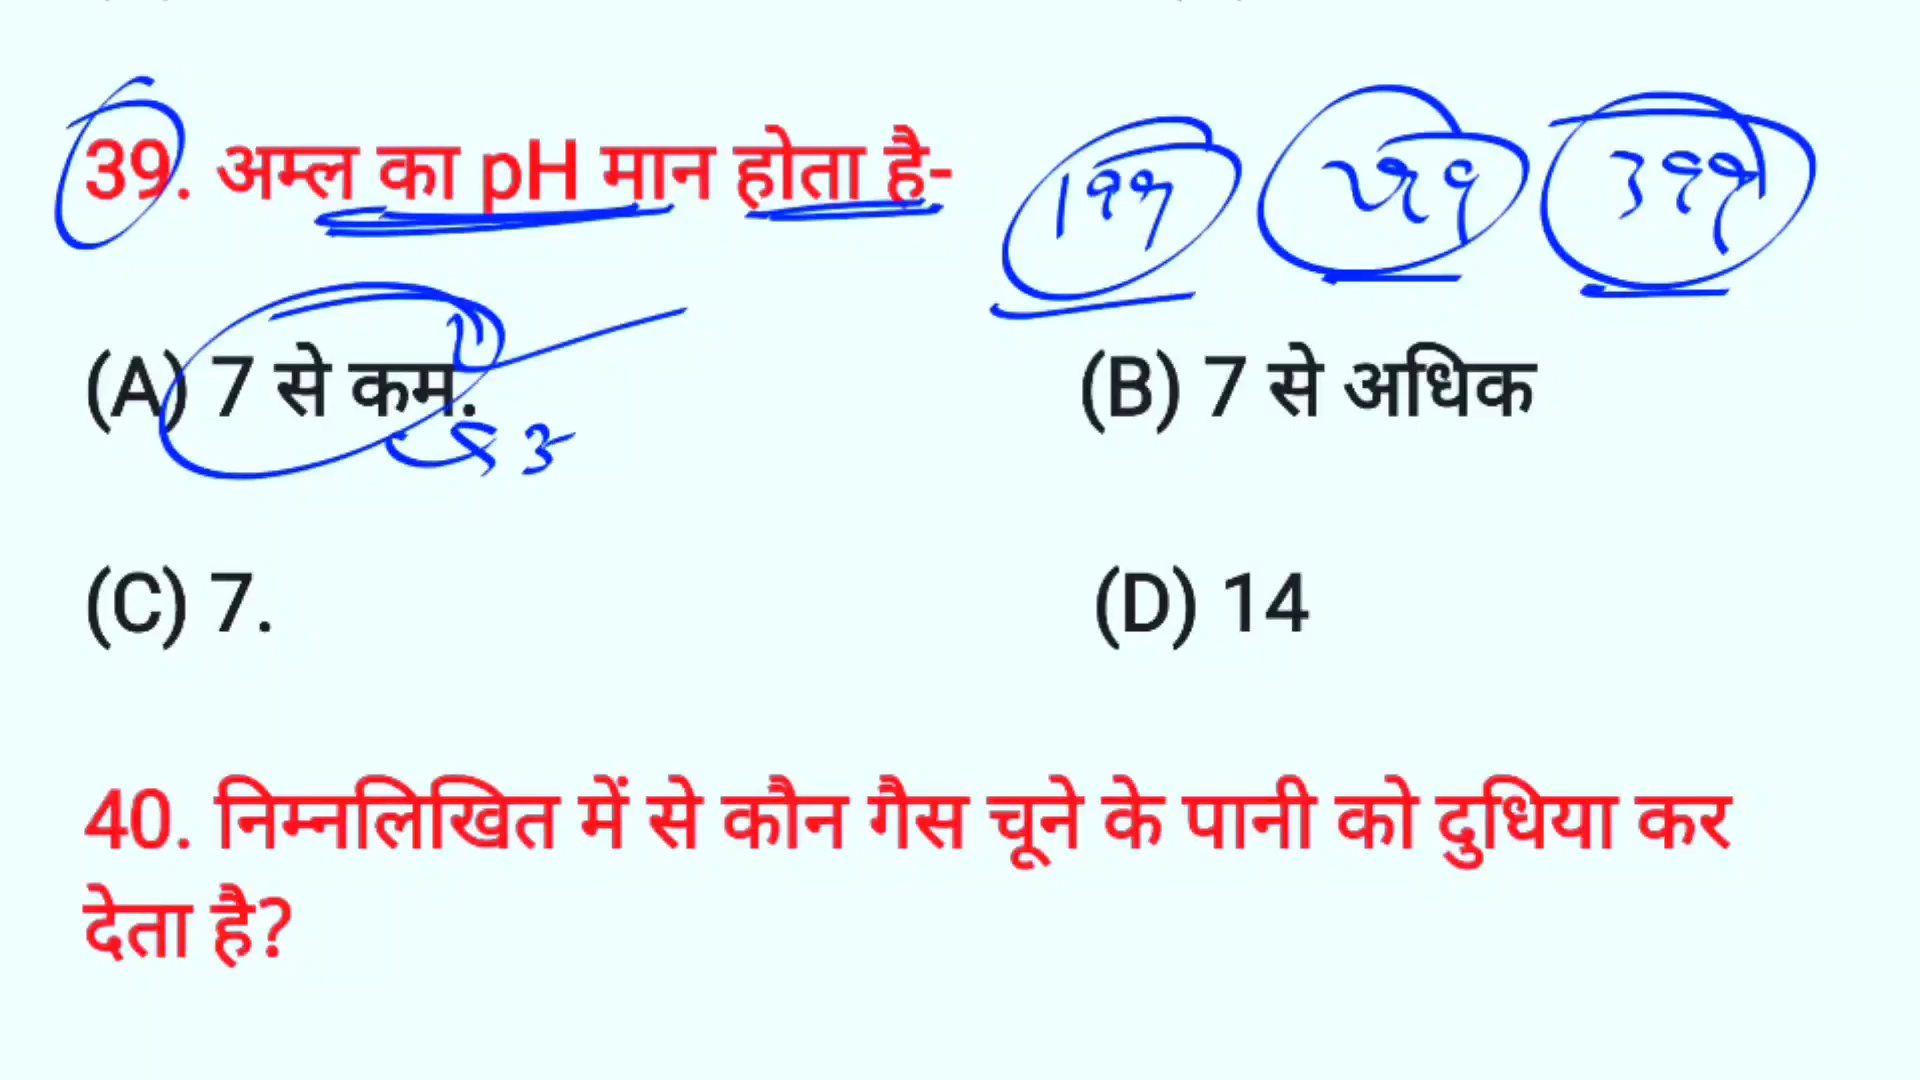 39. अम्ल का pH मान होता है-
(A) 7 से कम.
(B) 7 से अधिक
(C) 7.
(D) 14
40. निम्नलिखित में से कौन गैस चूने के पानी को दुधिया कर
देता है?